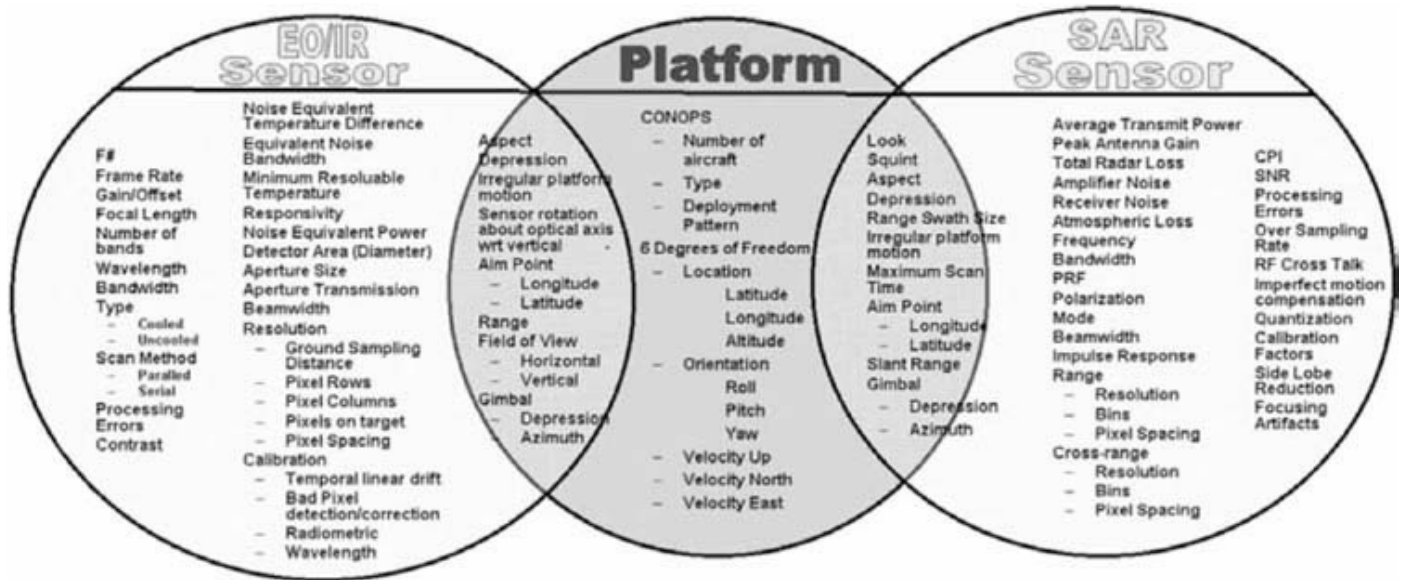 EO/IR
Sensor
F#
Frame Rate
Gain/Offset
Focal Length
Number of
bands
Wavelength
Bandwidth
Type
– Cooled
– Uncooled
Scan Method
– Paralled
– Serial
Processing
Errors
Contrast
Noise Equivalent
Temperature Difference
Equivalent Noise
Bandwidth
Minimum Resoluable
Temperature
Responsivity
Noise Equivalent Power
Detector Area (Diameter)
Aperture Size
Aperture Transmission
Beamwidth
Resolution
– Ground Sampling
Distance
– Pixel Rows
– Pixel Columns
– Pixels on target
– Pixel Spacing
Calibration
– Temporal linear drift
– Bad Pixel
detection/correction
– Radiometric
– Wavelength
Aspect
Depression
Irregular platform
motion
Sensor rotation
about optical axis
wrt vertical
Aim Point
– Longitude
– Latitude
Range
Field of View
– Horizontal
– Vertical
Gimbal
– Depression
– Azimuth
Platform
CONOPS
– Number of
aircraft
– Type
– Deployment
Pattern
6 Degrees of Freedom
– Location
Latitude
Longitude
Altitude
– Orientation
Roll
Pitch
Yaw
– Velocity Up
– Velocity North
– Velocity East
Look
Squint
Aspect
Depression
Range Swath Size
Irregular platform
motion
Maximum Scan
Time
Aim Point
– Longitude
– Latitude
Slant Range
Gimbal
– Depression
– Azimuth
SAR
Sensor
Average Transmit Power
Peak Antenna Gain
Total Radar Loss
Amplifier Noise
Receiver Noise
Atmospheric Loss
Frequency
Bandwidth
PRF
Polarization
Mode
Beamwidth
Impulse Response
Range
– Resolution
– Bins
– Pixel Spacing
Cross-range
– Resolution
– Bins
– Pixel Spacing
CPI
SNR
Processing
Errors
Over Sampling
Rate
RF Cross Talk
Imperfect motion
compensation
Quantization
Calibration
Factors
Side Lobe
Reduction
Focusing
Artifacts